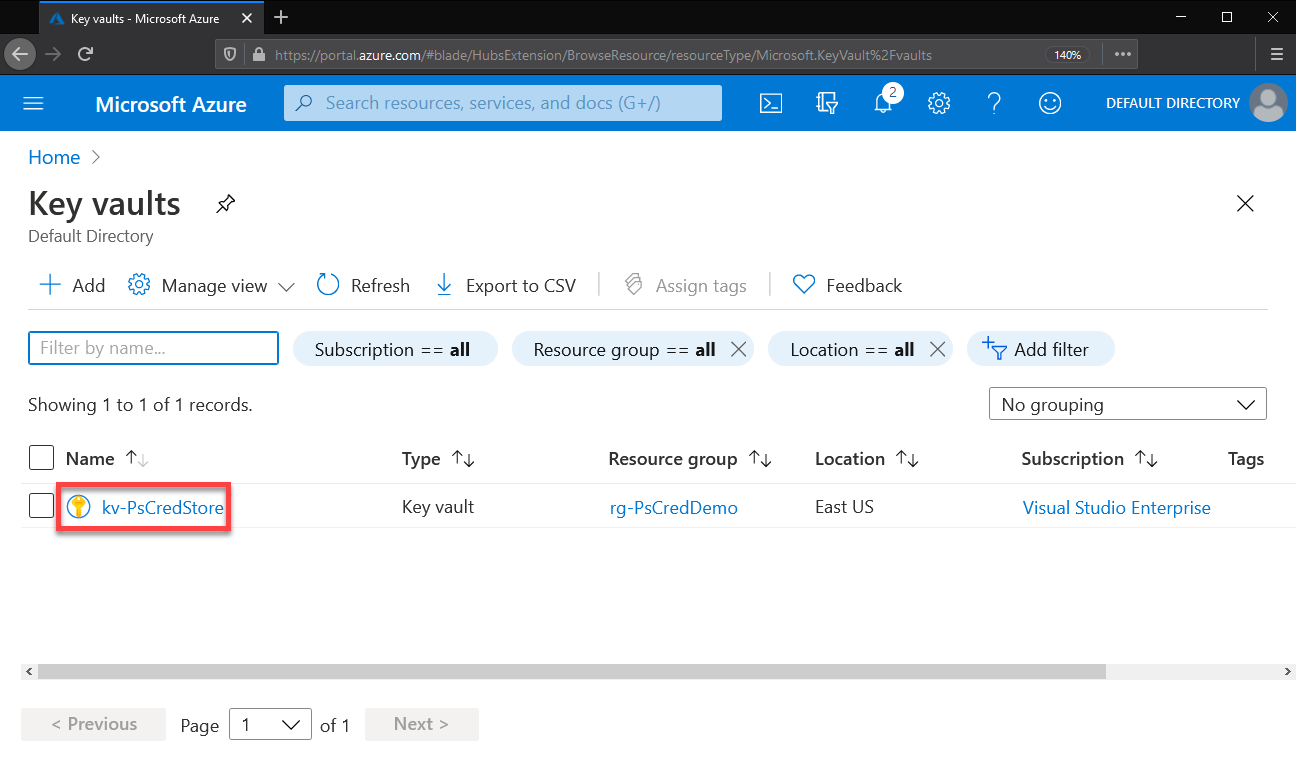 Key vaults - Microsoft Azure
https://portal.azure.com/#blade/HubsExtension/BrowseResource/resourceType/Microsoft.KeyVault%2Fvaults 140%
Microsoft Azure Search resources, services, and docs (G+/) 2 DEFAULT DIRECTORY
Home
Key vaults
Default Directory
Add Manage view Refresh Export to CSV Assign tags Feedback
Filter by name... Subscription == all Resource group == all Location == all Add filter
Showing 1 to 1 of 1 records. No grouping
Name Type Resource group Location Subscription Tags
kv-PsCredStore Key vault rg-PsCredDemo East US Visual Studio Enterprise
< Previous Page 1 of 1 Next >